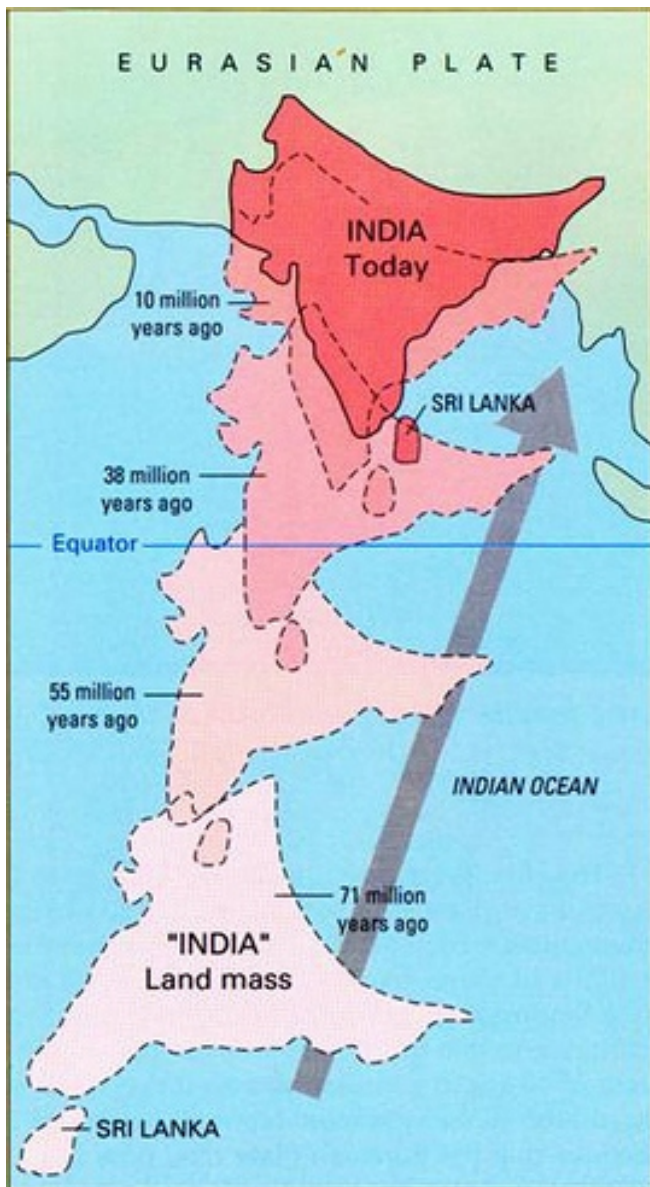 EURASIAN PLATE
INDIA
Today
10 million
years ago
SRI LANKA
38 million
years ago
Equator
55 million
years ago
INDIAN OCEAN
71 million
years ago
"INDIA"
Land mass
SRI LANKA